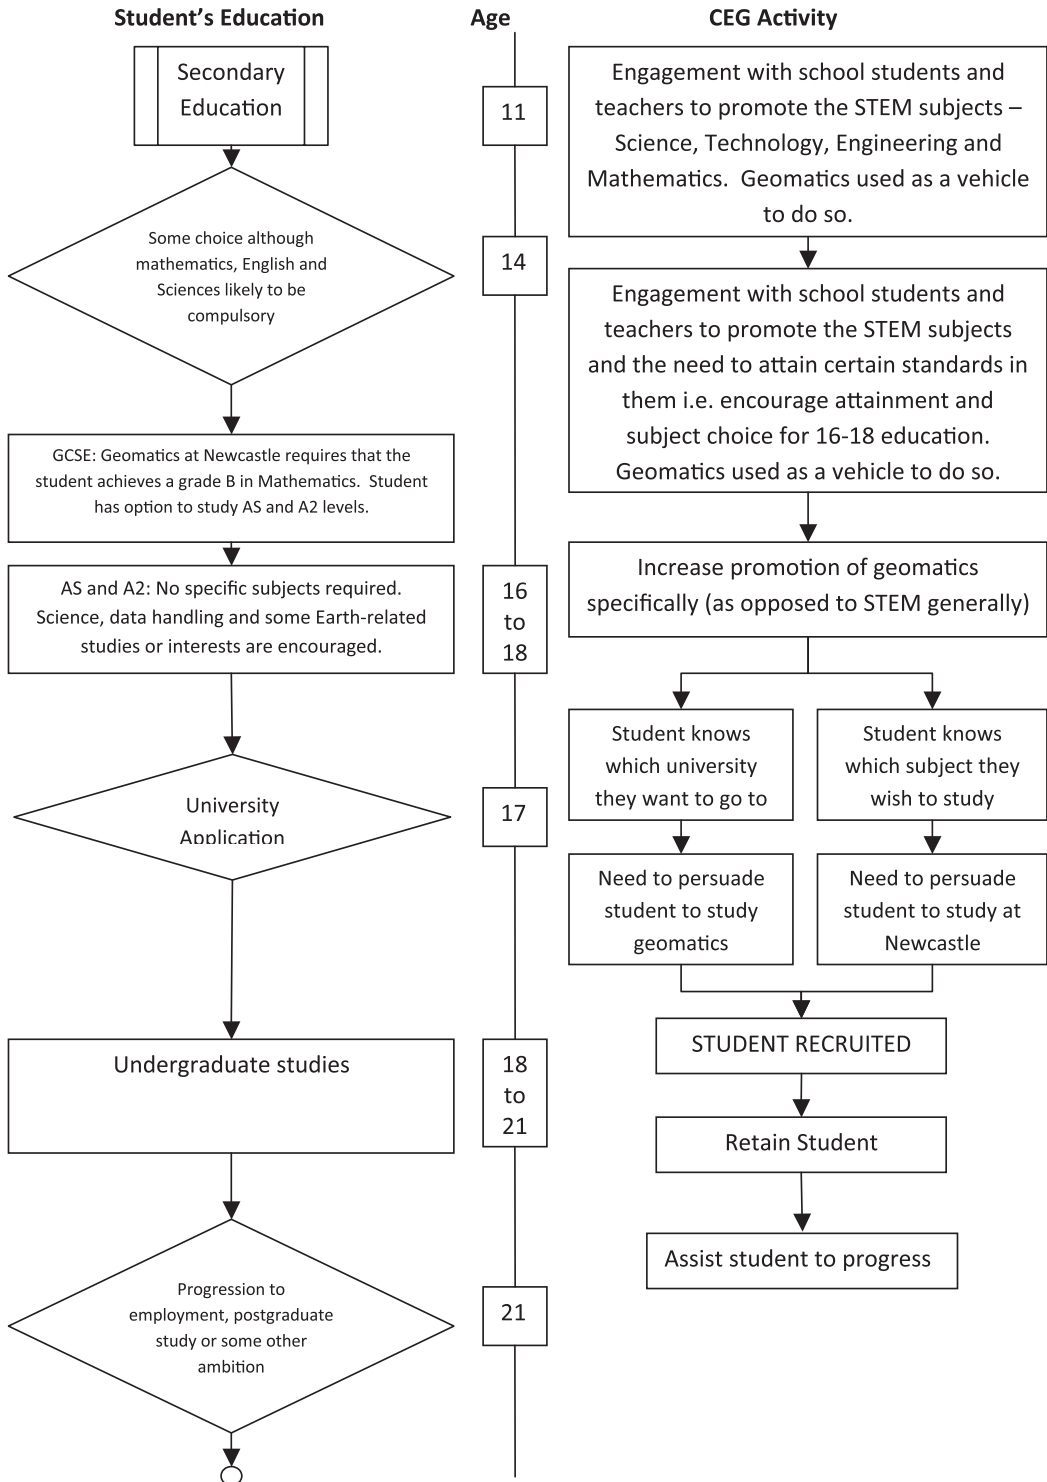 Student's Education
Age
CEG Activity
Secondary
Education
11
Engagement with school students and
teachers to promote the STEM subjects –
Science, Technology, Engineering and
Mathematics.  Geomatics used as a vehicle
to do so.
Some choice although
mathematics, English and
Sciences likely to be
compulsory
14
Engagement with school students and
teachers to promote the STEM subjects
and the need to attain certain standards in
them i.e. encourage attainment and
subject choice for 16-18 education.
Geomatics used as a vehicle to do so.
GCSE: Geomatics at Newcastle requires that the
student achieves a grade B in Mathematics.  Student
has option to study AS and A2 levels.
AS and A2: No specific subjects required.
Science, data handling and some Earth-related
studies or interests are encouraged.
16
to
18
Increase promotion of geomatics
specifically (as opposed to STEM generally)
Student knows
which university
they want to go to
Student knows
which subject they
wish to study
University
Application
17
Need to persuade
student to study
geomatics
Need to persuade
student to study at
Newcastle
STUDENT RECRUITED
Undergraduate studies
18
to
21
Retain Student
Assist student to progress
Progression to
employment, postgraduate
study or some other
ambition
21